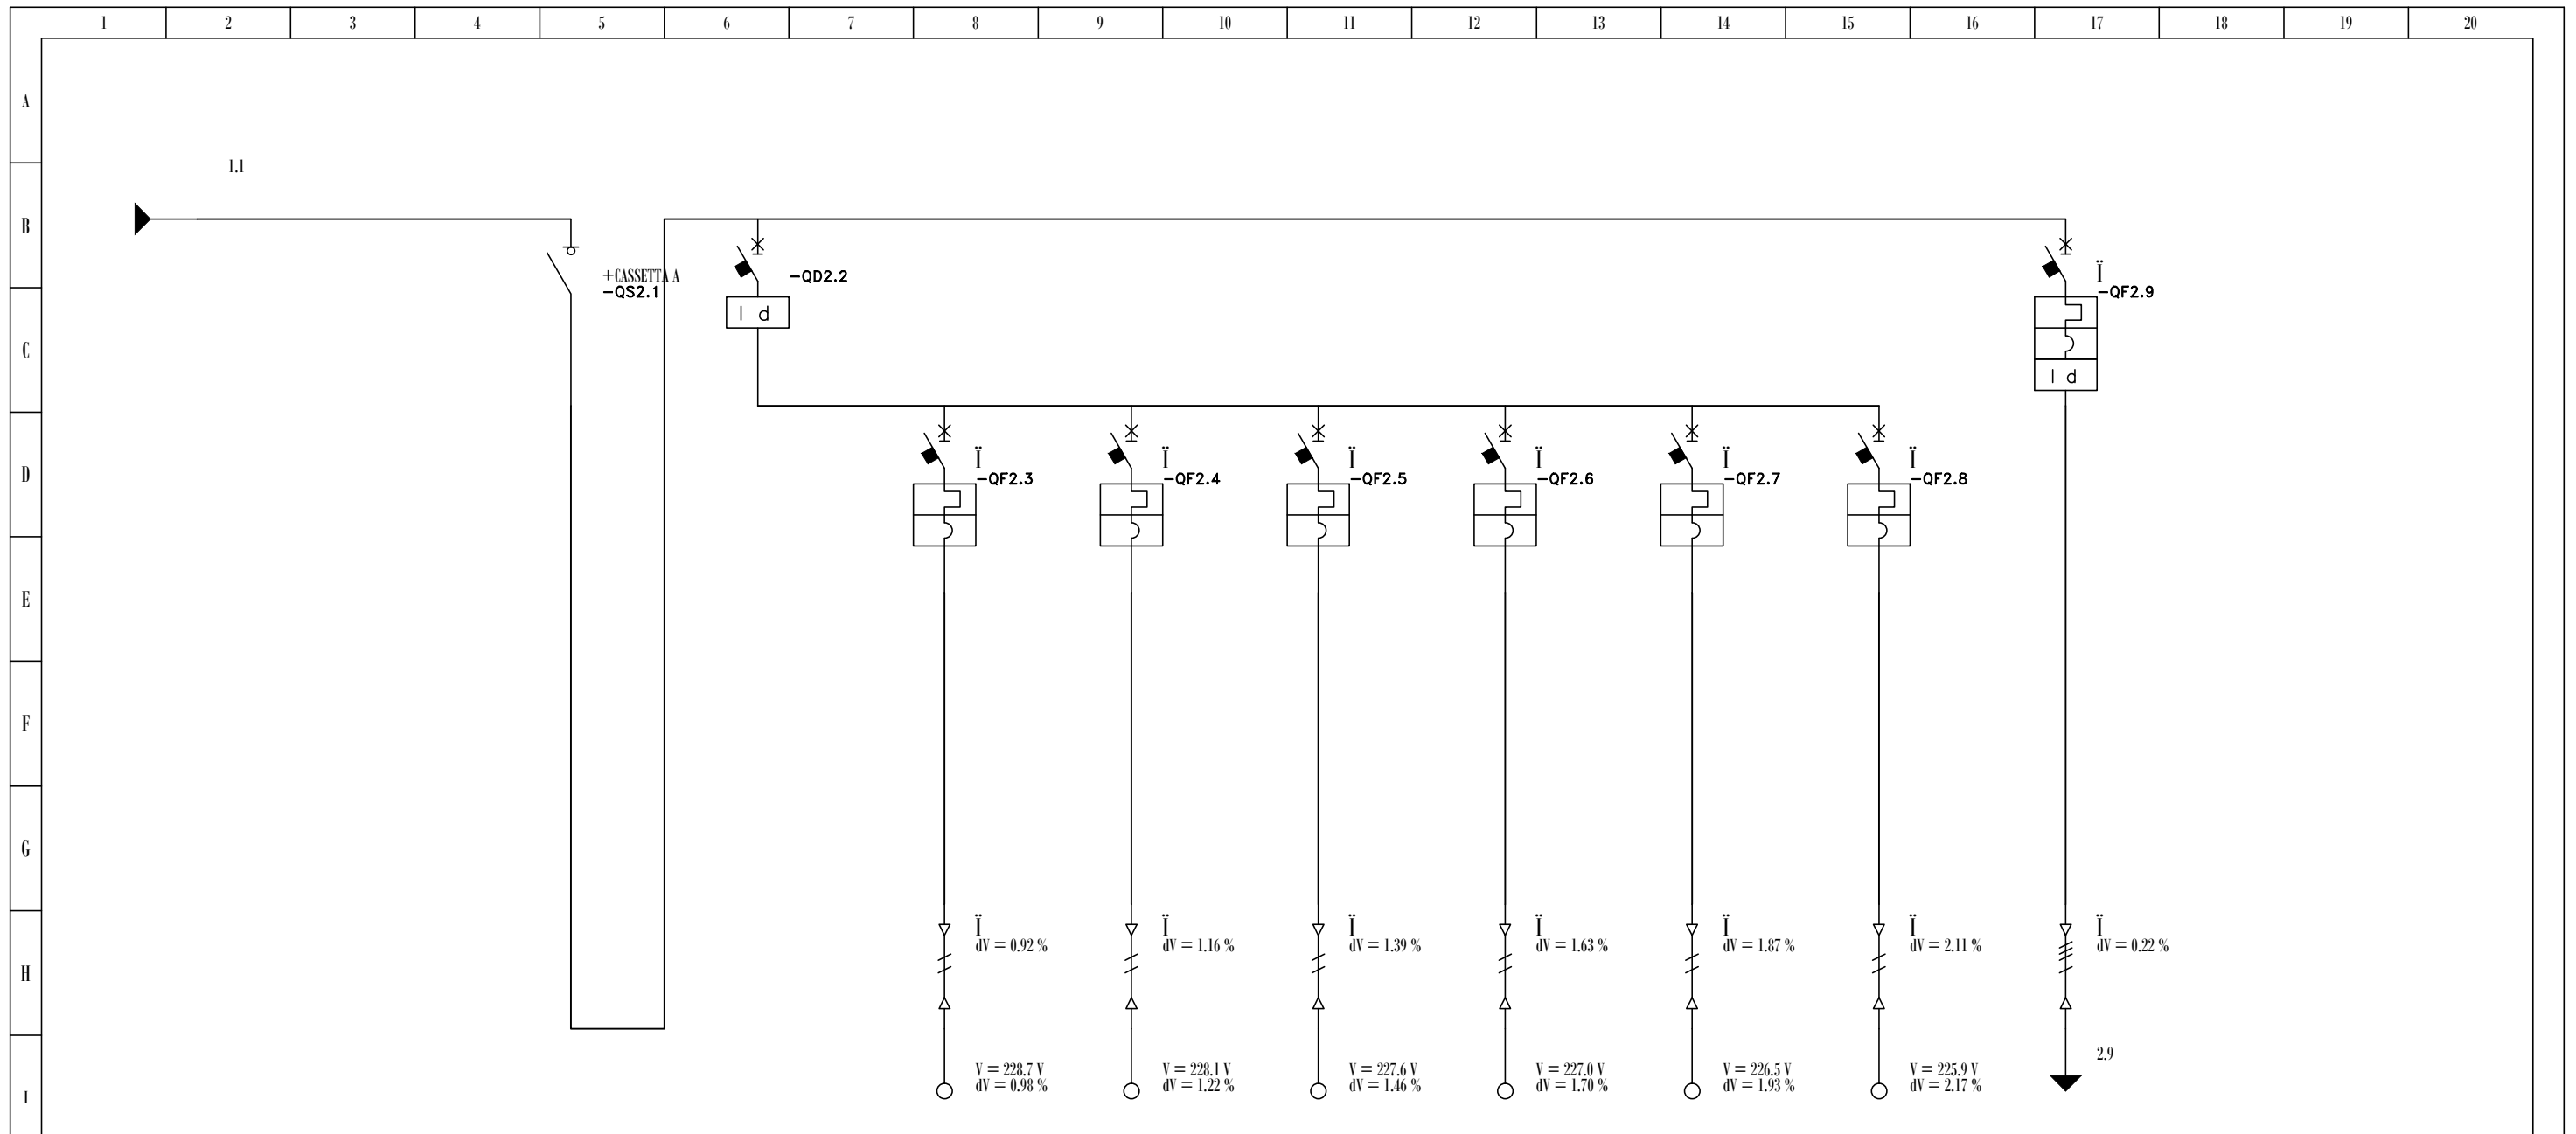 1 2 3 4 5 6 7 8 9 10 11 12 13 14 15 16 17 18 19 20
A
1.1
B
+CASSETTA A
-QS2.1
-QD2.2
I d
Ï
-QF2.9
I d
C
D
Ï
-QF2.3
Ï
-QF2.4
Ï
-QF2.5
Ï
-QF2.6
Ï
-QF2.7
Ï
-QF2.8
E
F
G
H
Ï
dV = 0.92 %
Ï
dV = 1.16 %
Ï
dV = 1.39 %
Ï
dV = 1.63 %
Ï
dV = 1.87 %
Ï
dV = 2.11 %
Ï
dV = 0.22 %
I
V = 228.7 V
dV = 0.98 %
V = 228.1 V
dV = 1.22 %
V = 227.6 V
dV = 1.46 %
V = 227.0 V
dV = 1.70 %
V = 226.5 V
dV = 1.93 %
V = 225.9 V
dV = 2.17 %
2.9